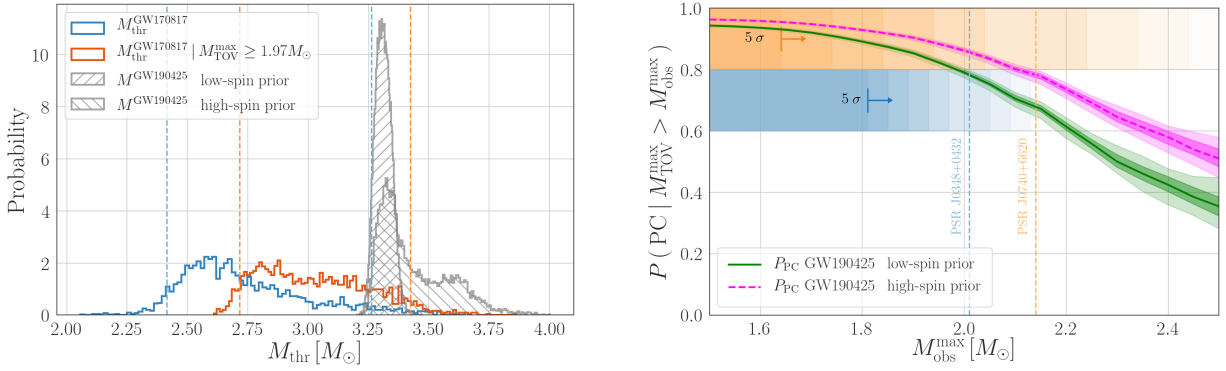 Probability
0
2
4
6
8
10
M_thr^GW170817
M_thr^GW170817 | M_TOV^max ≥ 1.97M_⊙
M^GW190425 low-spin prior
M^GW190425 high-spin prior
2.00 2.25 2.50 2.75 3.00 3.25 3.50 3.75 4.00
M_thr [M_⊙]
P ( PC | M_TOV^max > M_obs^max )
1.0
0.8
0.6
0.4
0.2
0.0
5 σ
5 σ
PSR J0348+0432
PSR J0740+6620
P_PC GW190425 low-spin prior
P_PC GW190425 high-spin prior
1.6 1.8 2.0 2.2 2.4
M_obs^max [M_⊙]